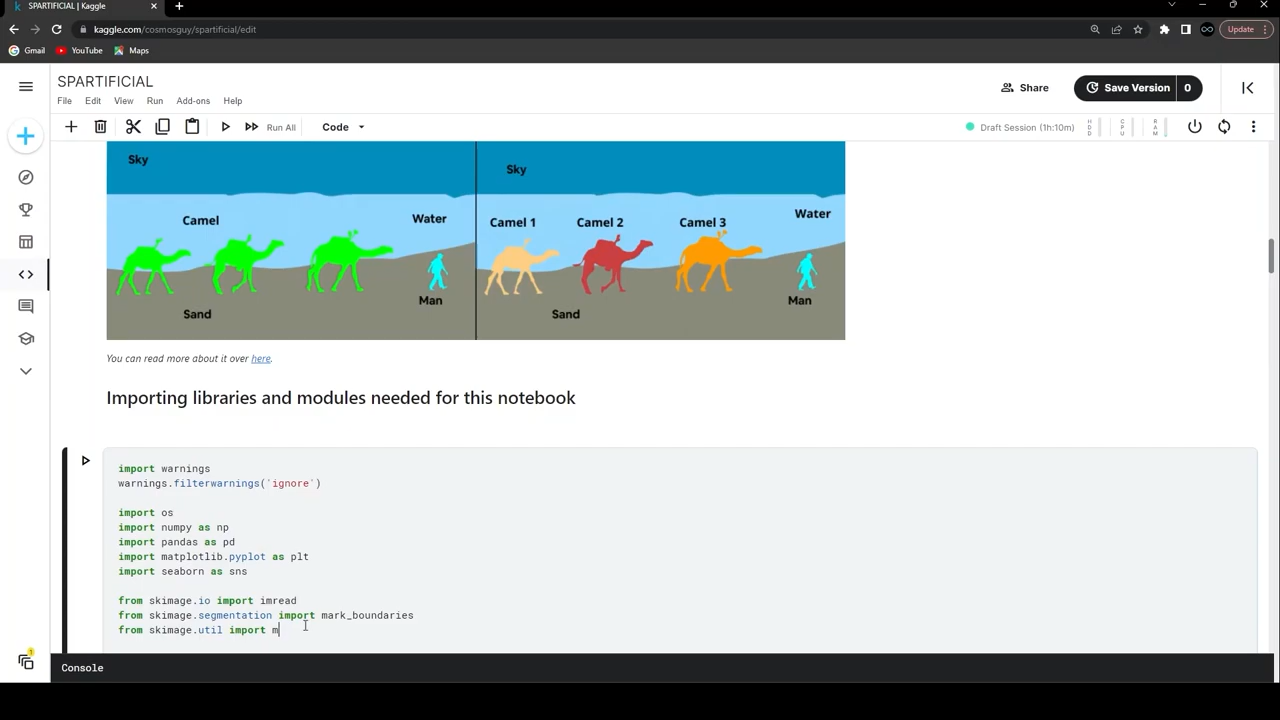 SPARTIFICIAL | Kaggle
kaggle.com/cosmosguy/spartificial/edit
Update
Gmail YouTube Maps
SPARTIFICIAL
File Edit View Run Add-ons Help
Share
Save Version 0
Run All
Code
Draft Session (1h:10m)
HDD
CPU
RAM
Sky
Camel
Water
Man
Sand
Sky
Camel 1 Camel 2 Camel 3
Water
Man
Sand
You can read more about it over here.
Importing libraries and modules needed for this notebook
import warnings
warnings.filterwarnings(`ignore`)
import os
import numpy as np
import pandas as pd
import matplotlib.pyplot as plt
import seaborn as sns
from skimage.io import imread
from skimage.segmentation import mark_boundaries
from skimage.util import m
1
Console